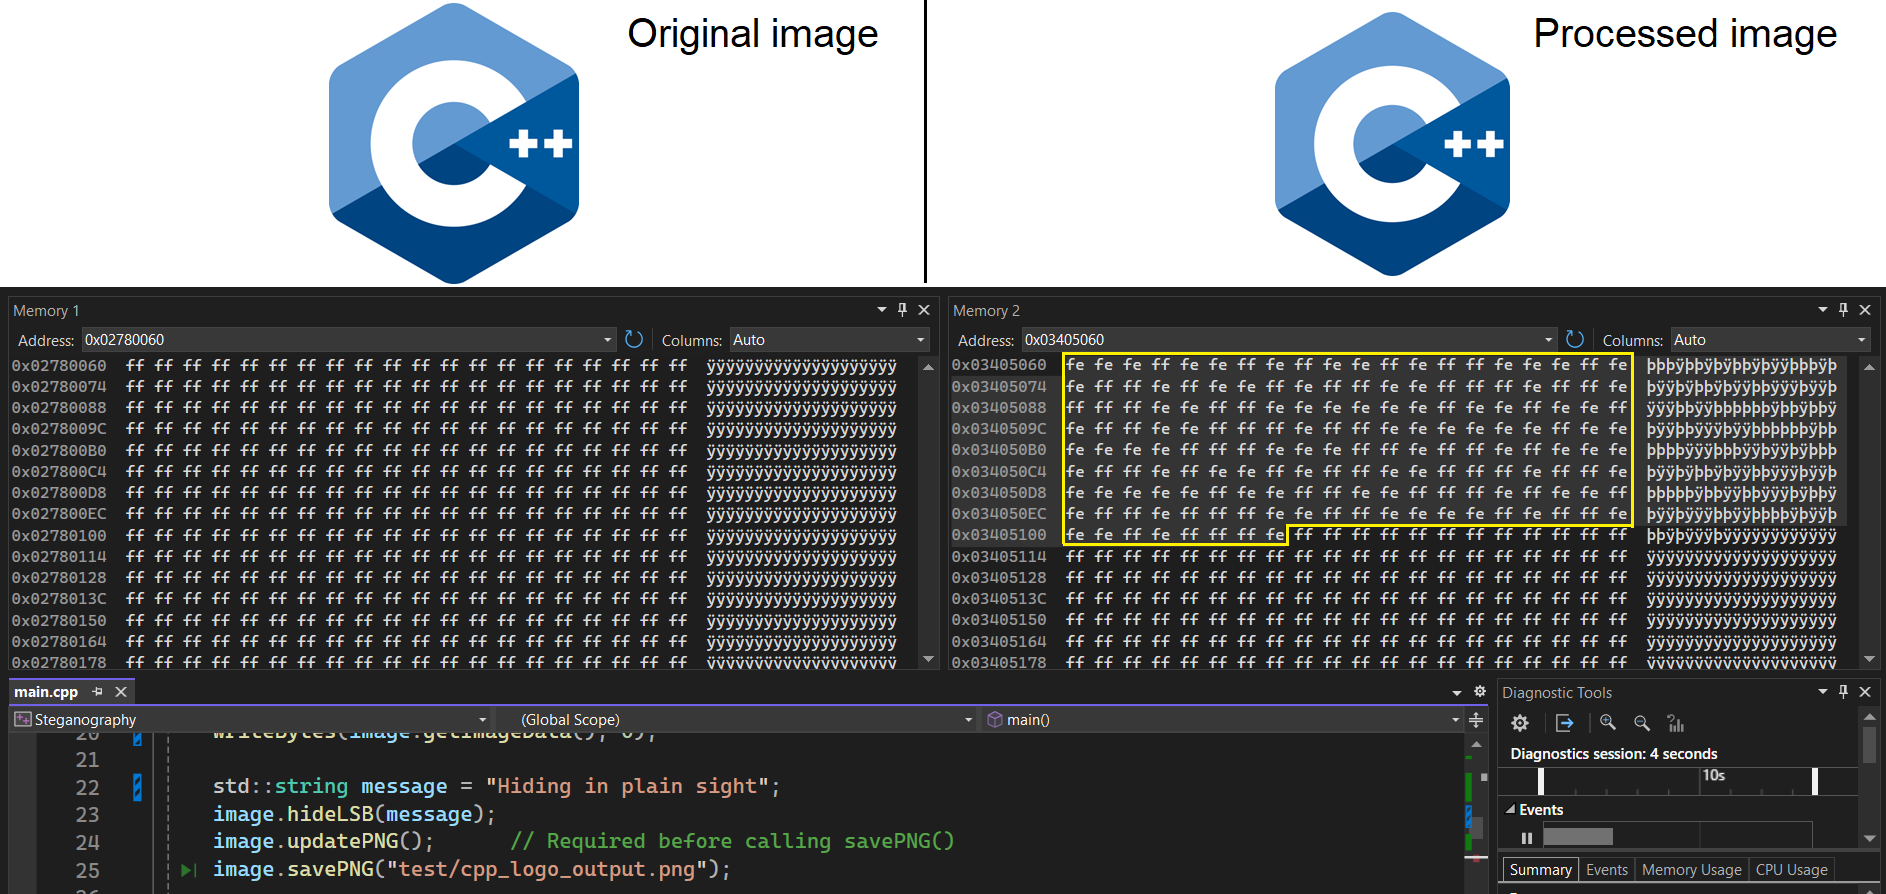 Original image
Processed image
Memory 1
Address: 0x02780060 Columns: Auto
0x02780060 ff ff ff ff ff ff ff ff ff ff ff ff ff ff ff ff ff ff ff ff ÿÿÿÿÿÿÿÿÿÿÿÿÿÿÿÿÿÿÿÿ
0x02780074 ff ff ff ff ff ff ff ff ff ff ff ff ff ff ff ff ff ff ff ff ÿÿÿÿÿÿÿÿÿÿÿÿÿÿÿÿÿÿÿÿ
0x02780088 ff ff ff ff ff ff ff ff ff ff ff ff ff ff ff ff ff ff ff ff ÿÿÿÿÿÿÿÿÿÿÿÿÿÿÿÿÿÿÿÿ
0x0278009C ff ff ff ff ff ff ff ff ff ff ff ff ff ff ff ff ff ff ff ff ÿÿÿÿÿÿÿÿÿÿÿÿÿÿÿÿÿÿÿÿ
0x027800B0 ff ff ff ff ff ff ff ff ff ff ff ff ff ff ff ff ff ff ff ff ÿÿÿÿÿÿÿÿÿÿÿÿÿÿÿÿÿÿÿÿ
0x027800C4 ff ff ff ff ff ff ff ff ff ff ff ff ff ff ff ff ff ff ff ff ÿÿÿÿÿÿÿÿÿÿÿÿÿÿÿÿÿÿÿÿ
0x027800D8 ff ff ff ff ff ff ff ff ff ff ff ff ff ff ff ff ff ff ff ff ÿÿÿÿÿÿÿÿÿÿÿÿÿÿÿÿÿÿÿÿ
0x027800EC ff ff ff ff ff ff ff ff ff ff ff ff ff ff ff ff ff ff ff ff ÿÿÿÿÿÿÿÿÿÿÿÿÿÿÿÿÿÿÿÿ
0x02780100 ff ff ff ff ff ff ff ff ff ff ff ff ff ff ff ff ff ff ff ff ÿÿÿÿÿÿÿÿÿÿÿÿÿÿÿÿÿÿÿÿ
0x02780114 ff ff ff ff ff ff ff ff ff ff ff ff ff ff ff ff ff ff ff ff ÿÿÿÿÿÿÿÿÿÿÿÿÿÿÿÿÿÿÿÿ
0x02780128 ff ff ff ff ff ff ff ff ff ff ff ff ff ff ff ff ff ff ff ff ÿÿÿÿÿÿÿÿÿÿÿÿÿÿÿÿÿÿÿÿ
0x0278013C ff ff ff ff ff ff ff ff ff ff ff ff ff ff ff ff ff ff ff ff ÿÿÿÿÿÿÿÿÿÿÿÿÿÿÿÿÿÿÿÿ
0x02780150 ff ff ff ff ff ff ff ff ff ff ff ff ff ff ff ff ff ff ff ff ÿÿÿÿÿÿÿÿÿÿÿÿÿÿÿÿÿÿÿÿ
0x02780164 ff ff ff ff ff ff ff ff ff ff ff ff ff ff ff ff ff ff ff ff ÿÿÿÿÿÿÿÿÿÿÿÿÿÿÿÿÿÿÿÿ
0x02780178 ff ff ff ff ff ff ff ff ff ff ff ff ff ff ff ff ff ff ff ff ÿÿÿÿÿÿÿÿÿÿÿÿÿÿÿÿÿÿÿÿ
Memory 2
Address: 0x03405060 Columns: Auto
0x03405060 fe fe fe ff fe fe ff fe ff fe fe ff fe ff ff fe fe fe ff fe þþþÿþþÿþÿþþÿþÿÿþþþÿþ
0x03405074 fe ff ff fe ff fe fe ff fe ff ff fe fe ff ff ff fe ff ff fe þÿÿþÿþþÿþÿÿþþÿÿÿþÿÿþ
0x03405088 ff ff ff fe fe ff ff fe fe fe fe fe fe ff fe fe ff fe fe ff ÿÿÿþþÿÿþþþþþþÿþþÿþþÿ
0x0340509C fe ff ff fe fe ff ff ff fe ff ff fe fe fe fe fe fe ff fe fe þÿÿþþÿÿÿþÿÿþþþþþþÿþþ
0x034050B0 fe fe fe fe ff ff ff fe fe fe ff ff fe ff ff fe ff fe fe fe þþþþÿÿÿþþþÿÿþÿÿþÿþþþ
0x034050C4 fe ff ff fe ff fe fe ff fe ff ff fe fe ff ff ff fe ff ff fe þÿÿþÿþþÿþÿÿþþÿÿÿþÿÿþ
0x034050D8 fe fe fe fe fe ff fe fe ff ff fe fe ff ff ff fe ff fe fe ff þþþþþÿþþÿÿþþÿÿÿþÿþþÿ
0x034050EC fe ff ff fe ff ff ff fe fe ff ff fe fe fe fe ff fe ff ff fe þÿÿþÿÿÿþþÿÿþþþþÿþÿÿþ
0x03405100 fe fe ff fe ff ff ff fe ff ff ff ff ff ff ff ff ff ff ff ff þþÿþÿÿÿþÿÿÿÿÿÿÿÿÿÿÿÿ
0x03405114 ff ff ff ff ff ff ff ff ff ff ff ff ff ff ff ff ff ff ff ff ÿÿÿÿÿÿÿÿÿÿÿÿÿÿÿÿÿÿÿÿ
0x03405128 ff ff ff ff ff ff ff ff ff ff ff ff ff ff ff ff ff ff ff ff ÿÿÿÿÿÿÿÿÿÿÿÿÿÿÿÿÿÿÿÿ
0x0340513C ff ff ff ff ff ff ff ff ff ff ff ff ff ff ff ff ff ff ff ff ÿÿÿÿÿÿÿÿÿÿÿÿÿÿÿÿÿÿÿÿ
0x03405150 ff ff ff ff ff ff ff ff ff ff ff ff ff ff ff ff ff ff ff ff ÿÿÿÿÿÿÿÿÿÿÿÿÿÿÿÿÿÿÿÿ
0x03405164 ff ff ff ff ff ff ff ff ff ff ff ff ff ff ff ff ff ff ff ff ÿÿÿÿÿÿÿÿÿÿÿÿÿÿÿÿÿÿÿÿ
0x03405178 ff ff ff ff ff ff ff ff ff ff ff ff ff ff ff ff ff ff ff ff ÿÿÿÿÿÿÿÿÿÿÿÿÿÿÿÿÿÿÿÿ
main.cpp
Steganography (Global Scope) main()
20 writeBytes(image.getImageData(), 0);
21
22 std::string message = "Hiding in plain sight";
23 image.hideLSB(message);
24 image.updatePNG(); // Required before calling savePNG()
25 image.savePNG("test/cpp_logo_output.png");
Diagnostic Tools
Diagnostics session: 4 seconds
10s
Events
Summary Events Memory Usage CPU Usage